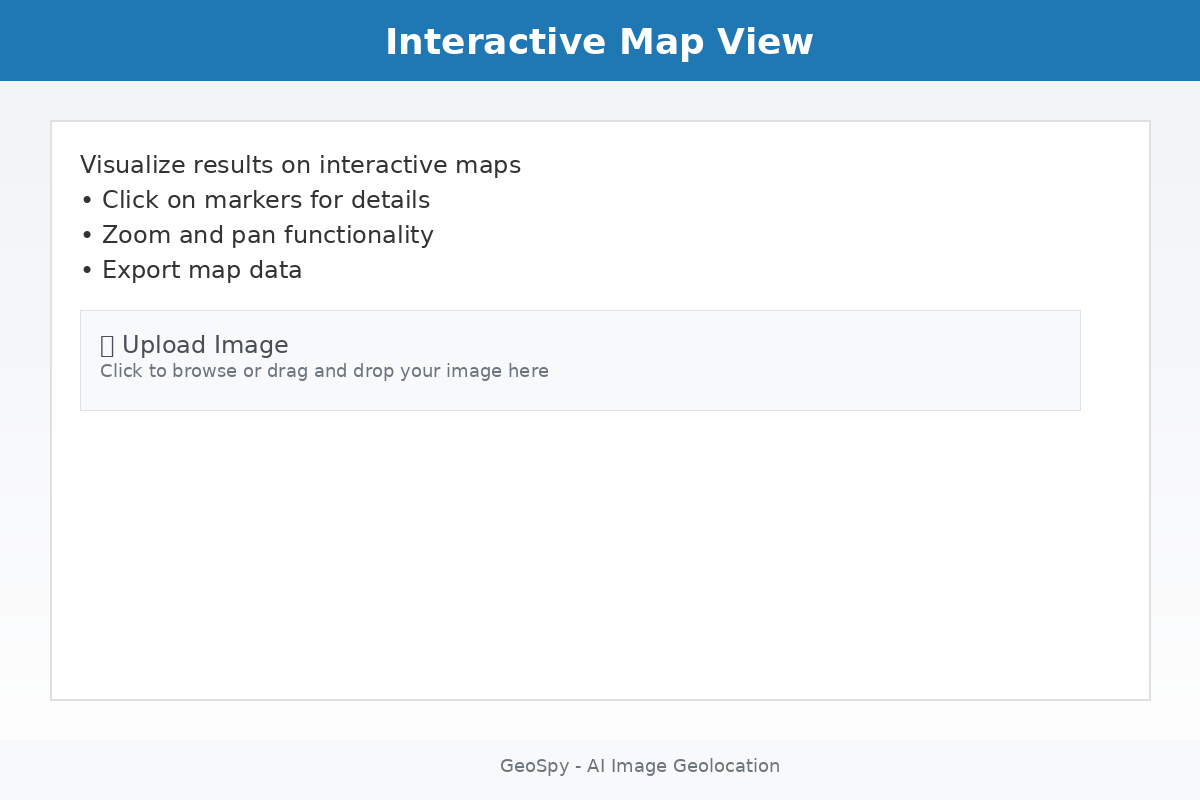 Interactive Map View
Visualize results on interactive maps
• Click on markers for details
• Zoom and pan functionality
• Export map data
Upload Image
Click to browse or drag and drop your image here
GeoSpy - AI Image Geolocation